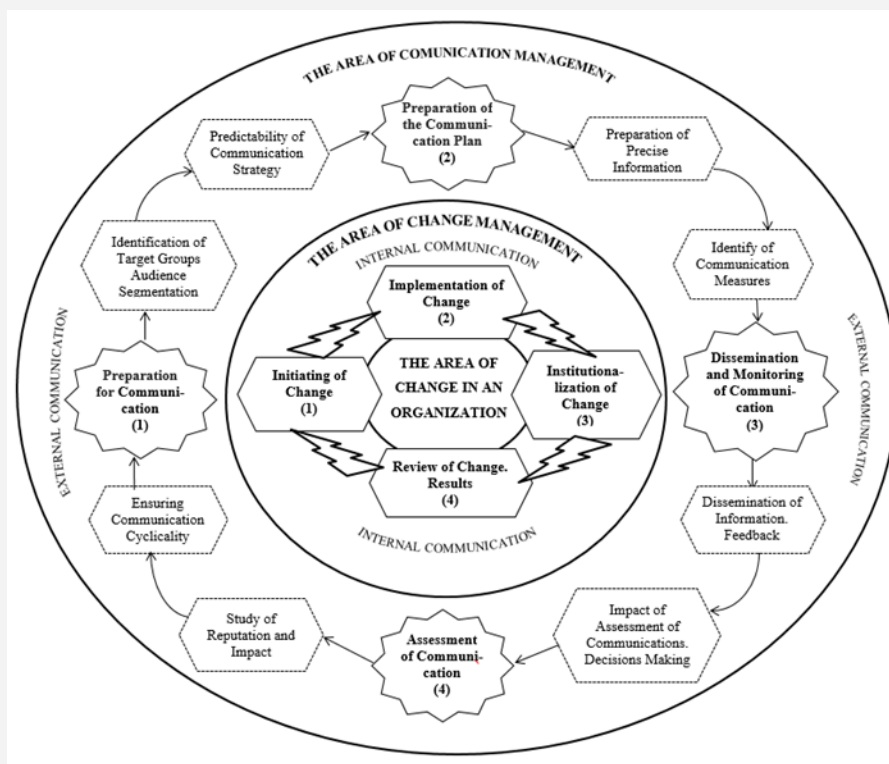 THE AREA OF COMUNICATION MANAGEMENT
Preparation of
the Communi-
cation Plan
(2)
Predictability of
Communication
Strategy
Preparation of
Precise
Information
Identification of
Target Groups
Audience
Segmentation
Identify of
Communication
Measures
THE AREA OF CHANGE MANAGEMENT
INTERNAL COMMUNICATION
Implementation of
Change
(2)
Initiating of
Change
(1)
THE AREA OF
CHANGE IN AN
ORGANIZATION
Institutiona-
lization of
Change
(3)
Review of Change.
Results
(4)
INTERNAL COMMUNICATION
EXTERNAL COMMUNICATION
Preparation
for Communi-
cation
(1)
Dissemination
and Monitoring
of Communi-
cation
(3)
EXTERNAL COMMUNICATION
Ensuring
Communication
Cyclicality
Dissemination of
Information.
Feedback
Study of
Reputation and
Impact
Assessment
of Communi-
cation
(4)
Impact of
Assessment of
Communications.
Decisions Making